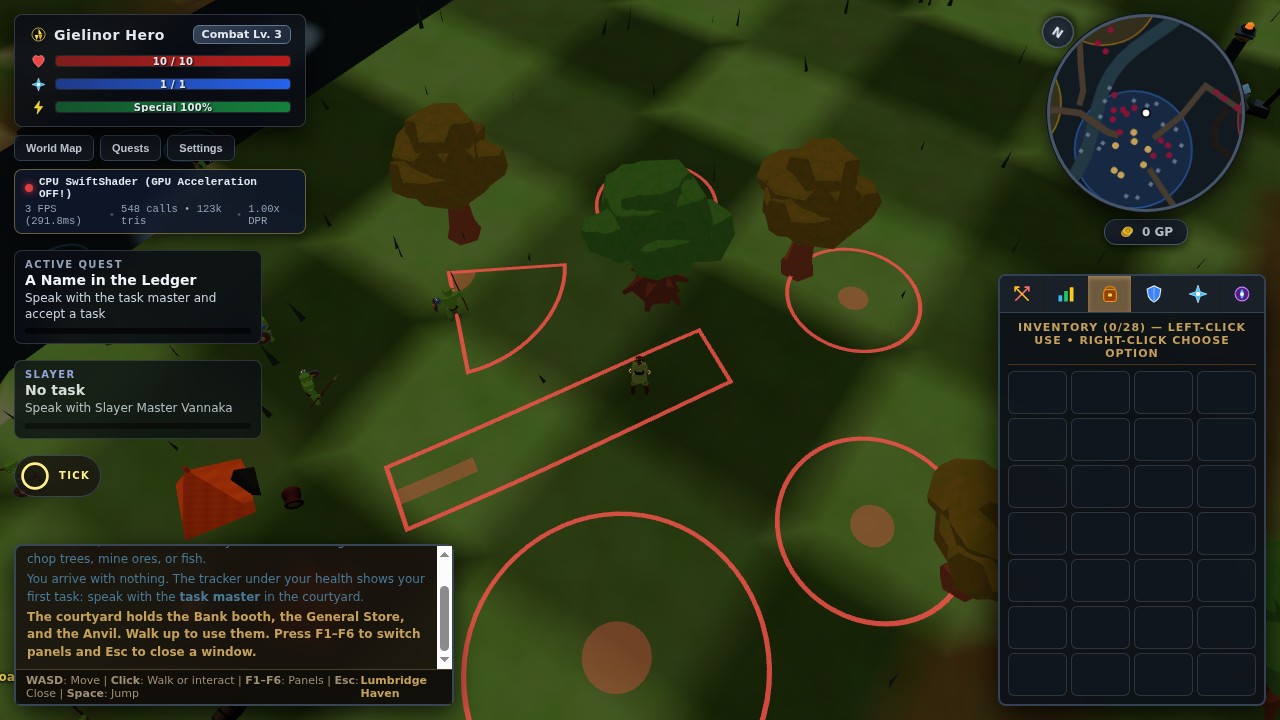 Gielinor Hero
Combat Lv. 3
10 / 10
1 / 1
Special 100%
World Map
Quests
Settings
CPU SwiftShader (GPU Acceleration
OFF!)
3 FPS
(291.8ms)
•
548 calls • 123k
tris
•
1.00x
DPR
ACTIVE QUEST
A Name in the Ledger
Speak with the task master and
accept a task
SLAYER
No task
Speak with Slayer Master Vannaka
TICK
chop trees, mine ores, or fish.
You arrive with nothing. The tracker under your health shows your
first task: speak with the task master in the courtyard.
The courtyard holds the Bank booth, the General Store,
and the Anvil. Walk up to use them. Press F1–F6 to switch
panels and Esc to close a window.
WASD: Move | Click: Walk or interact | F1–F6: Panels | Esc:
Close | Space: Jump
Lumbridge
Haven
N
0 GP
INVENTORY (0/28) — LEFT-CLICK
USE • RIGHT-CLICK CHOOSE
OPTION